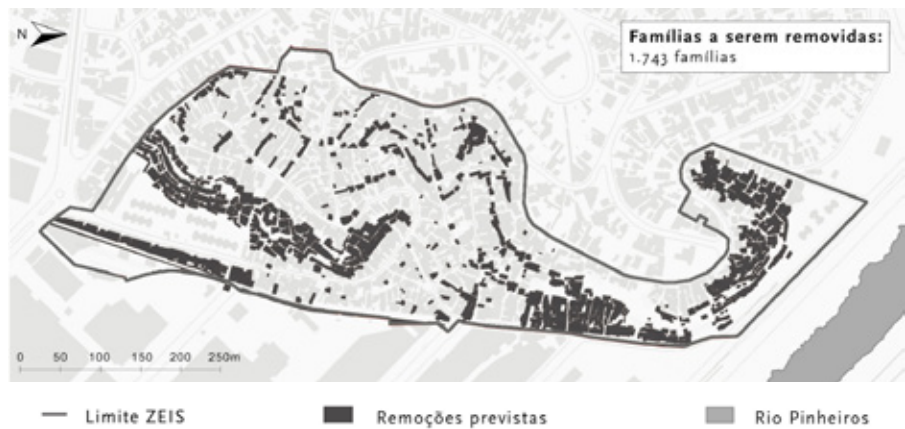 N
Famílias a serem removidas:
1.743 famílias
0 50 100 150 200 250m
Limite ZEIS
Remoções previstas
Rio Pinheiros